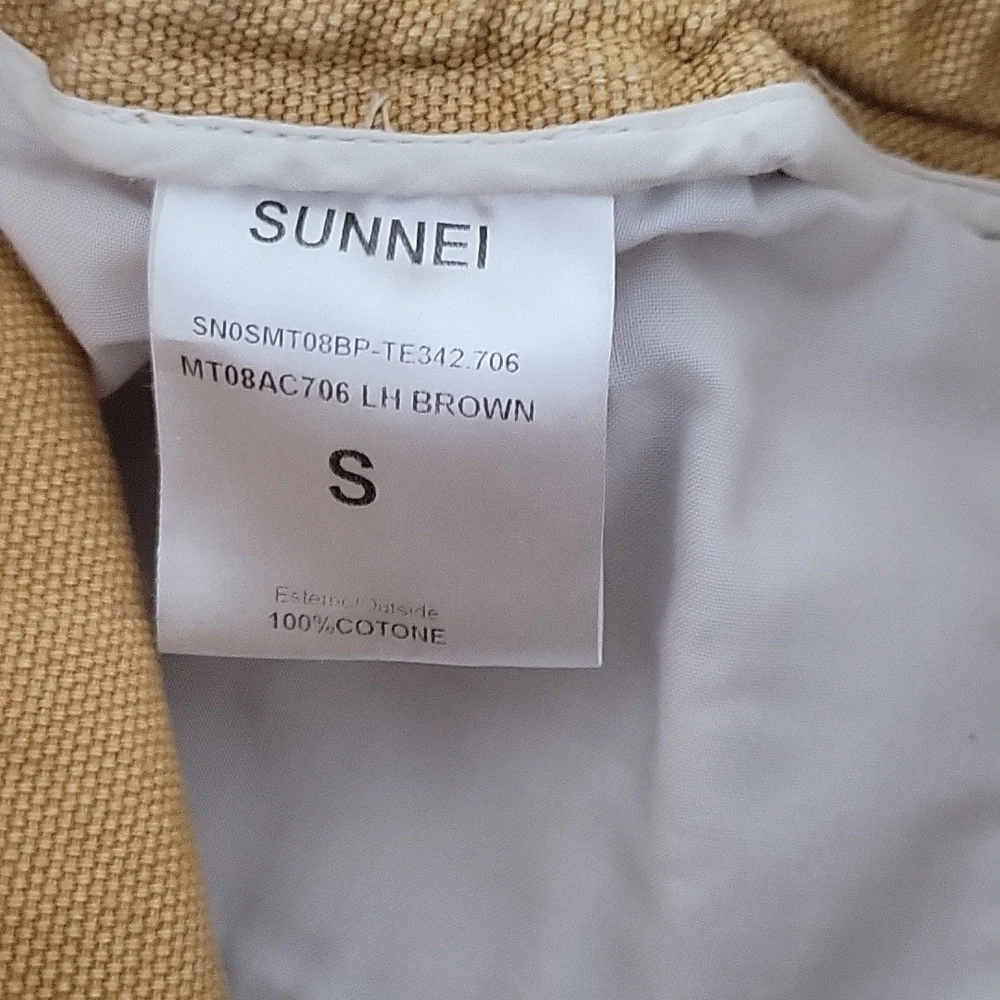 SUNNEI
SN0SMT08BP-TE342.706
MT08AC706 LH BROWN
S
Esterno/Outside
100%COTONE